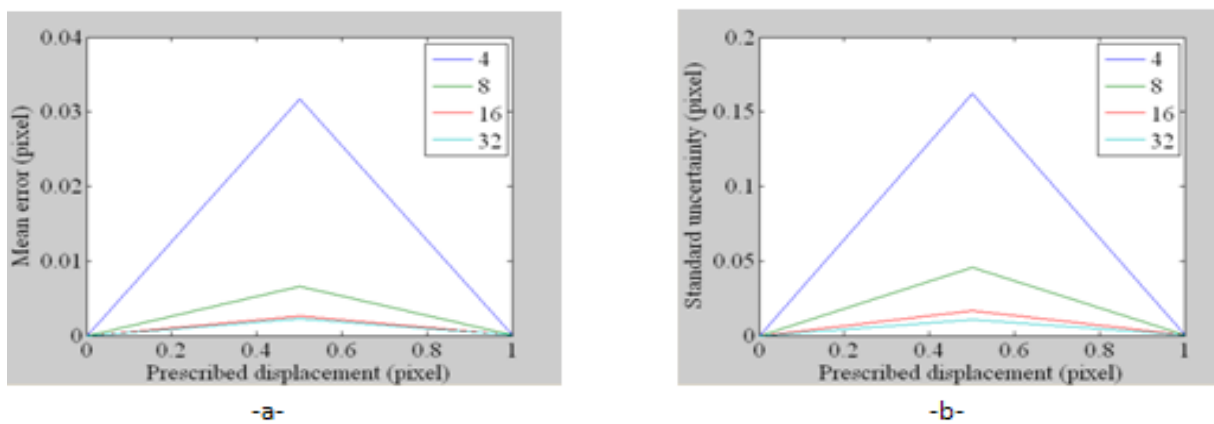 0.04
0.03
0.02
0.01
0
Mean error (pixel)
4
8
16
32
0 0.2 0.4 0.6 0.8 1
Prescribed displacement (pixel)
-a-
0.2
0.15
0.1
0.05
0
Standard uncertainty (pixel)
4
8
16
32
0 0.2 0.4 0.6 0.8 1
Prescribed displacement (pixel)
-b-